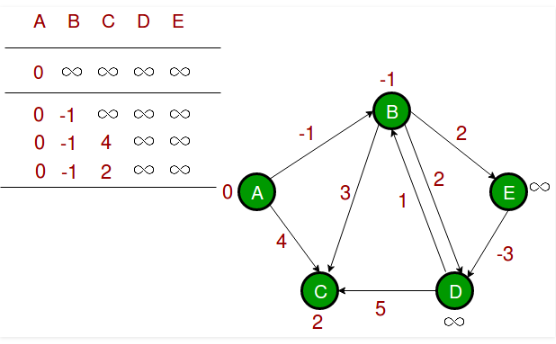 A B C D E
0 ∞ ∞ ∞ ∞
0 -1 ∞ ∞ ∞
0 -1 4 ∞ ∞
0 -1 2 ∞ ∞
-1
B
-1
2
0 A
3
2
1
E ∞
4
-3
C
D
5
2
∞